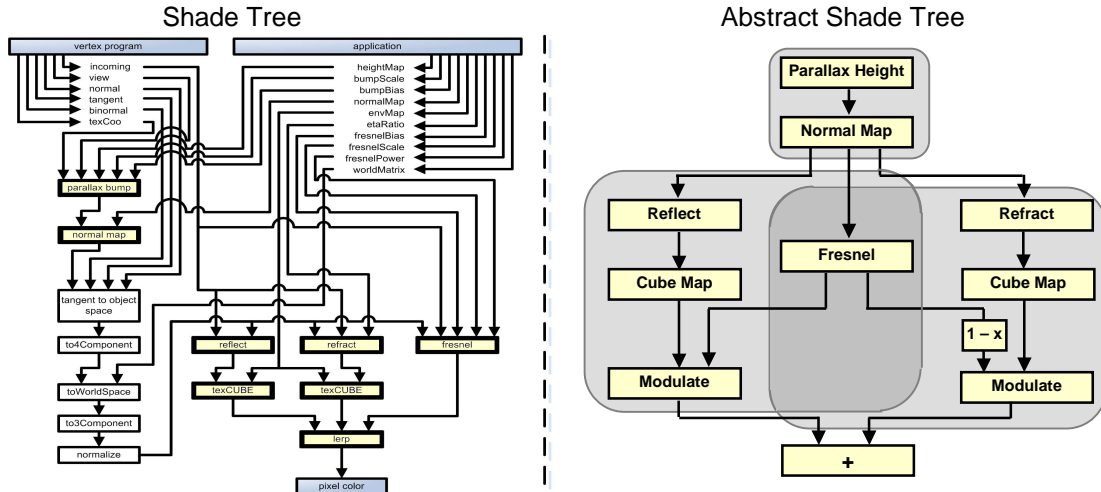 Shade Tree
vertex program
application
incoming
view
normal
tangent
binormal
texCoo
heightMap
bumpScale
bumpBias
normalMap
envMap
etaRatio
fresnelBias
fresnelScale
fresnelPower
worldMatrix
parallax bump
normal map
tangent to object
space
to4Component
reflect
refract
fresnel
toWorldSpace
texCUBE
texCUBE
to3Component
lerp
normalize
pixel color
Abstract Shade Tree
Parallax Height
Normal Map
Reflect
Refract
Fresnel
Cube Map
Cube Map
1 – x
Modulate
Modulate
+